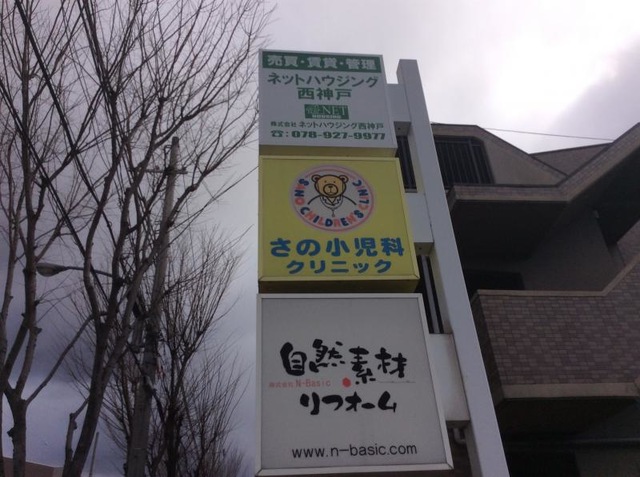 売買・賃貸・管理
ネットハウジング
西神戸
NET
HOUSING
株式会社 ネットハウジング西神戸
☎:078-927-9977
SANO CHILDREN'S CLINIC
さの小児科
クリニック
自然素材
株式会社 N-Basic
リフォーム
www.n-basic.com